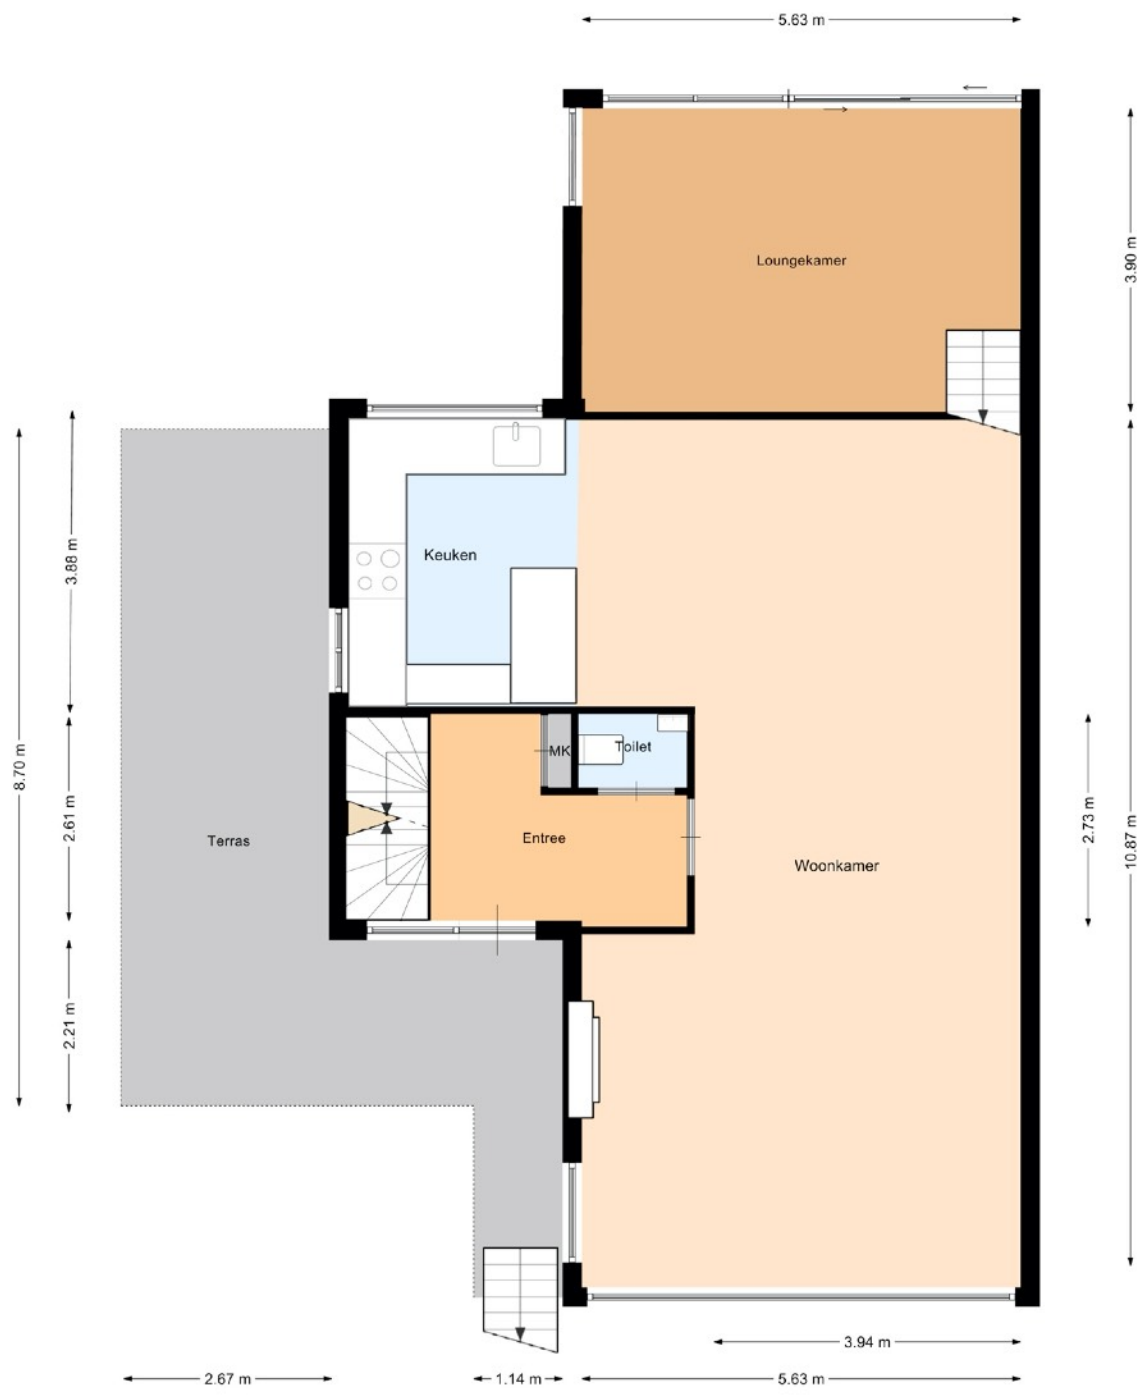 5.63 m
3.90 m
Loungekamer
3.88 m
Keuken
8.70 m
2.61 m
MK
Toilet
Terras
Entree
Woonkamer
2.73 m
10.87 m
2.21 m
3.94 m
2.67 m
1.14 m
5.63 m